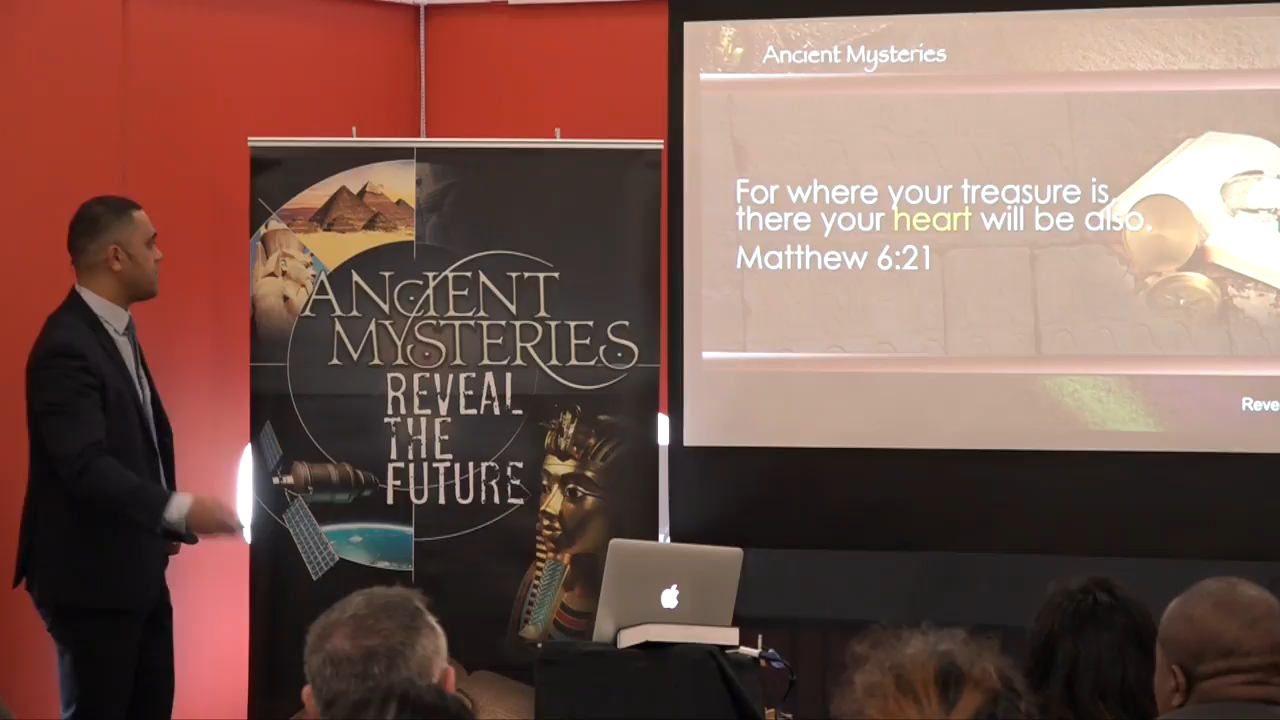 ANCIENT
MYSTERIES
REVEAL
THE
FUTURE
Ancient Mysteries
For where your treasure is,
there your heart will be also.
Matthew 6:21
Reve